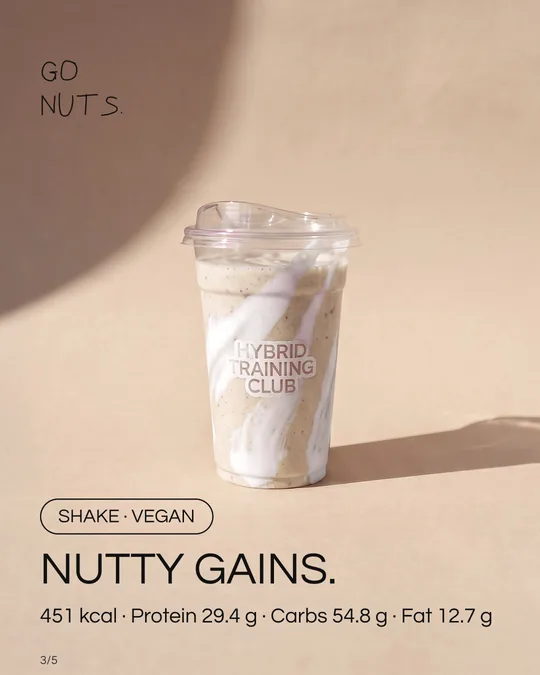 GO
NUTS.
HYBRID
TRAINING
CLUB
SHAKE · VEGAN
NUTTY GAINS.
451 kcal · Protein 29.4 g · Carbs 54.8 g · Fat 12.7 g
3/5